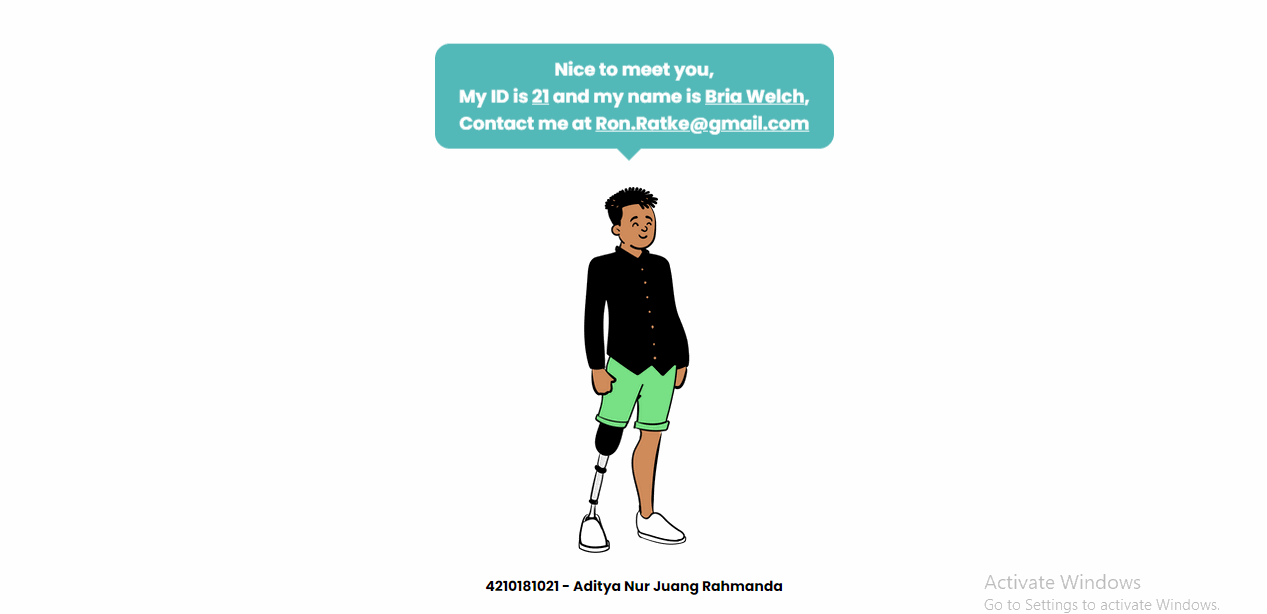 Nice to meet you,
My ID is 21 and my name is Bria Welch,
Contact me at Ron.Ratke@gmail.com
4210181021 - Aditya Nur Juang Rahmanda
Activate Windows
Go to Settings to activate Windows.